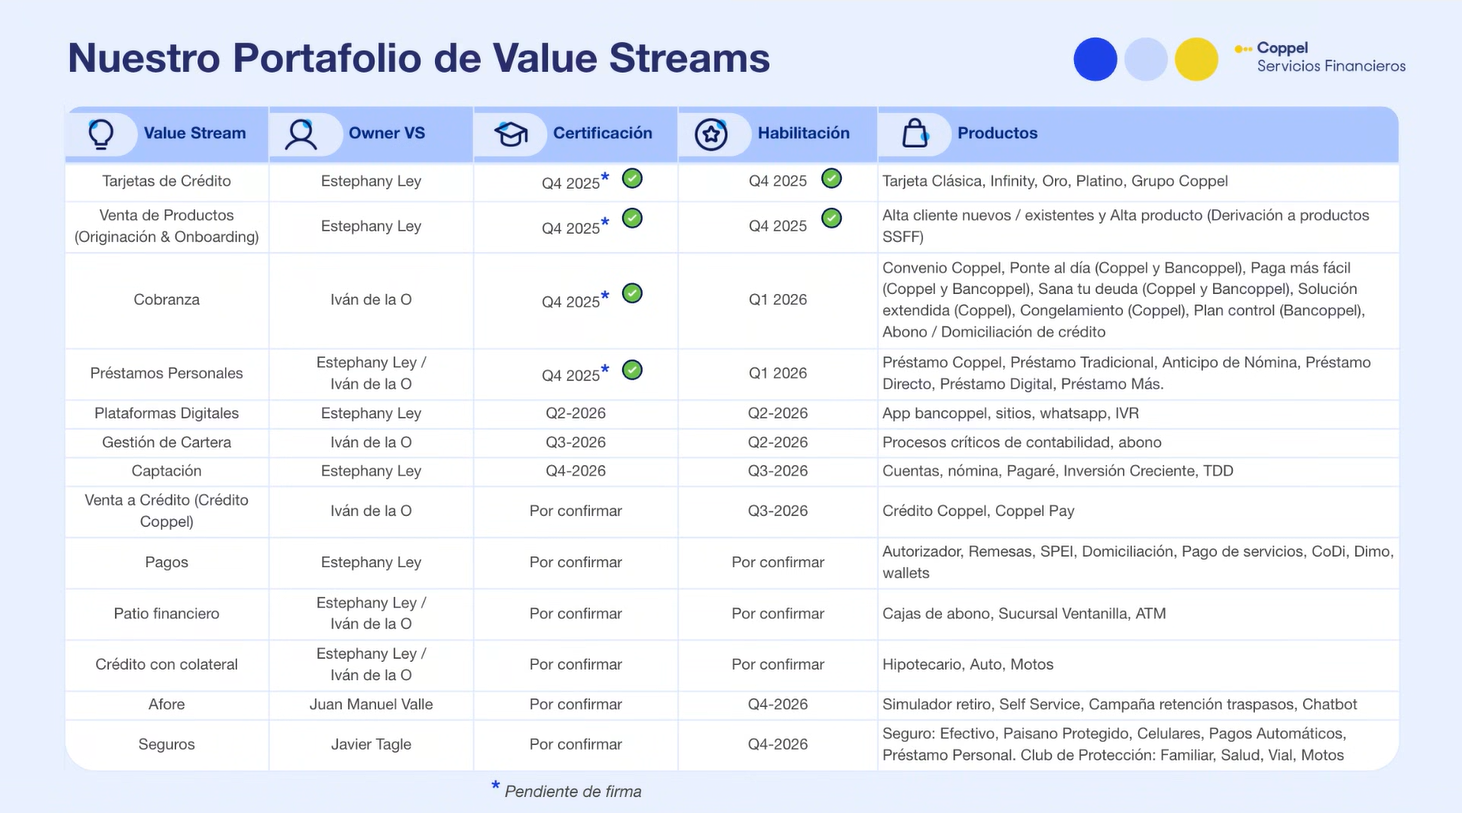 Nuestro Portafolio de Value Streams
Coppel
Servicios Financieros
Value Stream Owner VS Certificación Habilitación Productos
Tarjetas de Crédito Estephany Ley Q4 2025* Q4 2025 Tarjeta Clásica, Infinity, Oro, Platino, Grupo Coppel
Venta de Productos
(Originación & Onboarding) Estephany Ley Q4 2025* Q4 2025 Alta cliente nuevos / existentes y Alta producto (Derivación a productos
SSFF)
Cobranza Iván de la O Q4 2025* Q1 2026 Convenio Coppel, Ponte al día (Coppel y Bancoppel), Paga más fácil
(Coppel y Bancoppel), Sana tu deuda (Coppel y Bancoppel), Solución
extendida (Coppel), Congelamiento (Coppel), Plan control (Bancoppel),
Abono / Domiciliación de crédito
Préstamos Personales Estephany Ley /
Iván de la O Q4 2025* Q1 2026 Préstamo Coppel, Préstamo Tradicional, Anticipo de Nómina, Préstamo
Directo, Préstamo Digital, Préstamo Más.
Plataformas Digitales Estephany Ley Q2-2026 Q2-2026 App bancoppel, sitios, whatsapp, IVR
Gestión de Cartera Iván de la O Q3-2026 Q2-2026 Procesos críticos de contabilidad, abono
Captación Estephany Ley Q4-2026 Q3-2026 Cuentas, nómina, Pagaré, Inversión Creciente, TDD
Venta a Crédito (Crédito
Coppel) Iván de la O Por confirmar Q3-2026 Crédito Coppel, Coppel Pay
Pagos Estephany Ley Por confirmar Por confirmar Autorizador, Remesas, SPEI, Domiciliación, Pago de servicios, CoDi, Dimo,
wallets
Patio financiero Estephany Ley /
Iván de la O Por confirmar Por confirmar Cajas de abono, Sucursal Ventanilla, ATM
Crédito con colateral Estephany Ley /
Iván de la O Por confirmar Por confirmar Hipotecario, Auto, Motos
Afore Juan Manuel Valle Por confirmar Q4-2026 Simulador retiro, Self Service, Campaña retención traspasos, Chatbot
Seguros Javier Tagle Por confirmar Q4-2026 Seguro: Efectivo, Paisano Protegido, Celulares, Pagos Automáticos,
Préstamo Personal. Club de Protección: Familiar, Salud, Vial, Motos
* Pendiente de firma